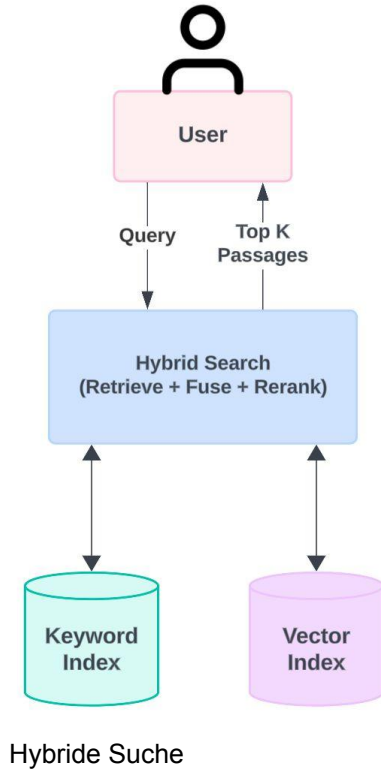 User
Query
Top K
Passages
Hybrid Search
(Retrieve + Fuse + Rerank)
Keyword
Index
Vector
Index
Hybride Suche